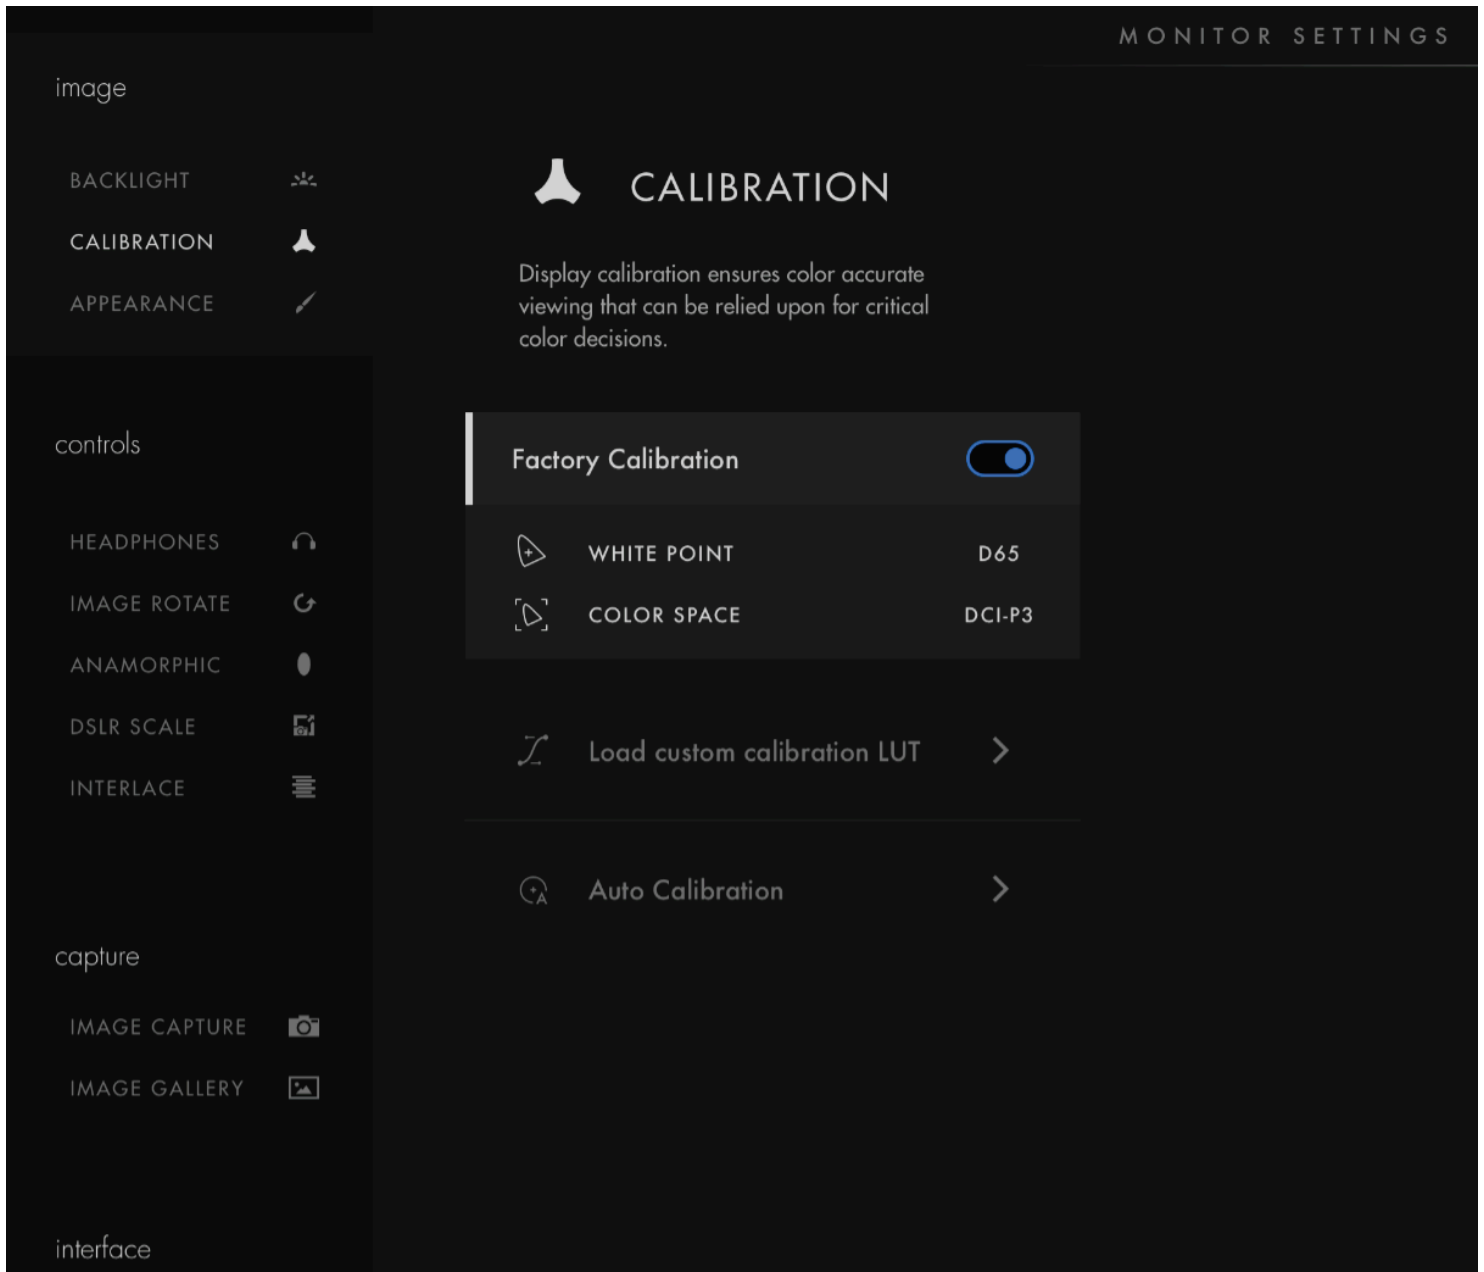 MONITOR SETTINGS
image
BACKLIGHT
CALIBRATION
APPEARANCE
controls
HEADPHONES
IMAGE ROTATE
ANAMORPHIC
DSLR SCALE
INTERLACE
capture
IMAGE CAPTURE
IMAGE GALLERY
interface
CALIBRATION
Display calibration ensures color accurate
viewing that can be relied upon for critical
color decisions.
Factory Calibration
WHITE POINT D65
COLOR SPACE DCI-P3
Load custom calibration LUT
A Auto Calibration